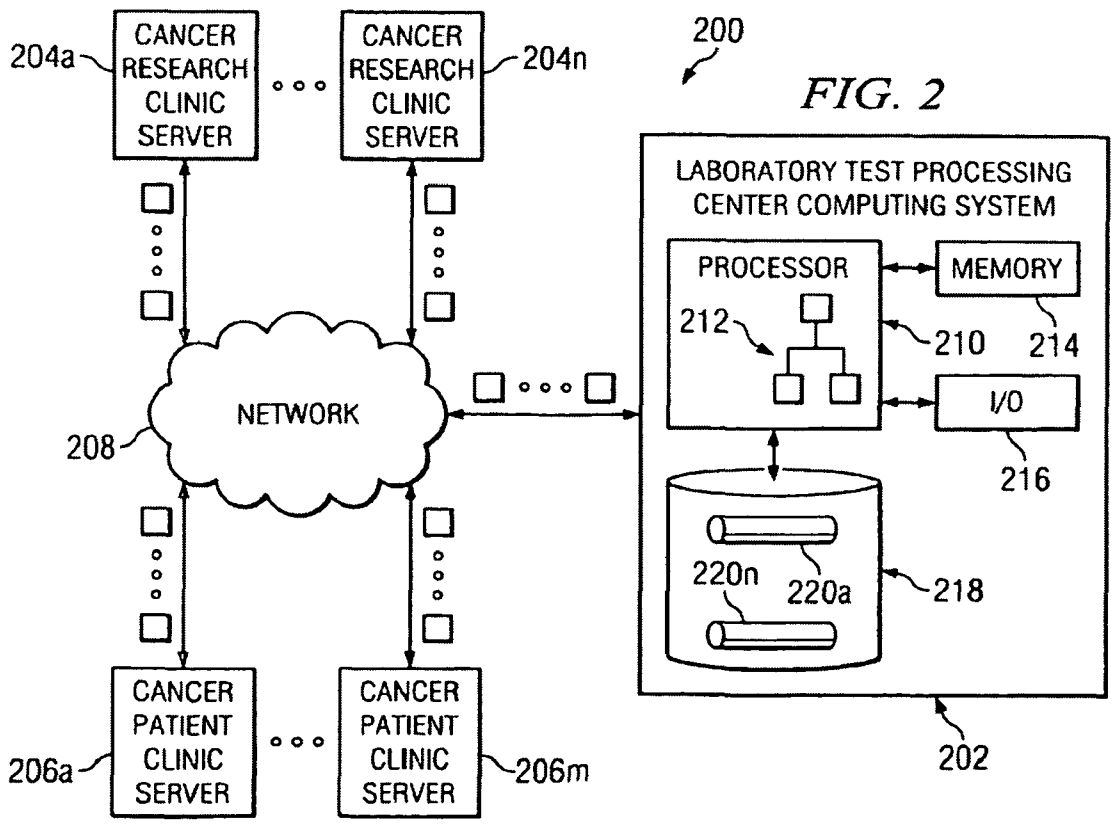 204a
CANCER
RESEARCH
CLINIC
SERVER
CANCER
RESEARCH
CLINIC
SERVER
204n
200
FIG. 2
LABORATORY TEST PROCESSING
CENTER COMPUTING SYSTEM
PROCESSOR
MEMORY
212
210
214
I/O
216
NETWORK
208
220a
220n
218
202
CANCER
PATIENT
CLINIC
SERVER
206a
CANCER
PATIENT
CLINIC
SERVER
206m